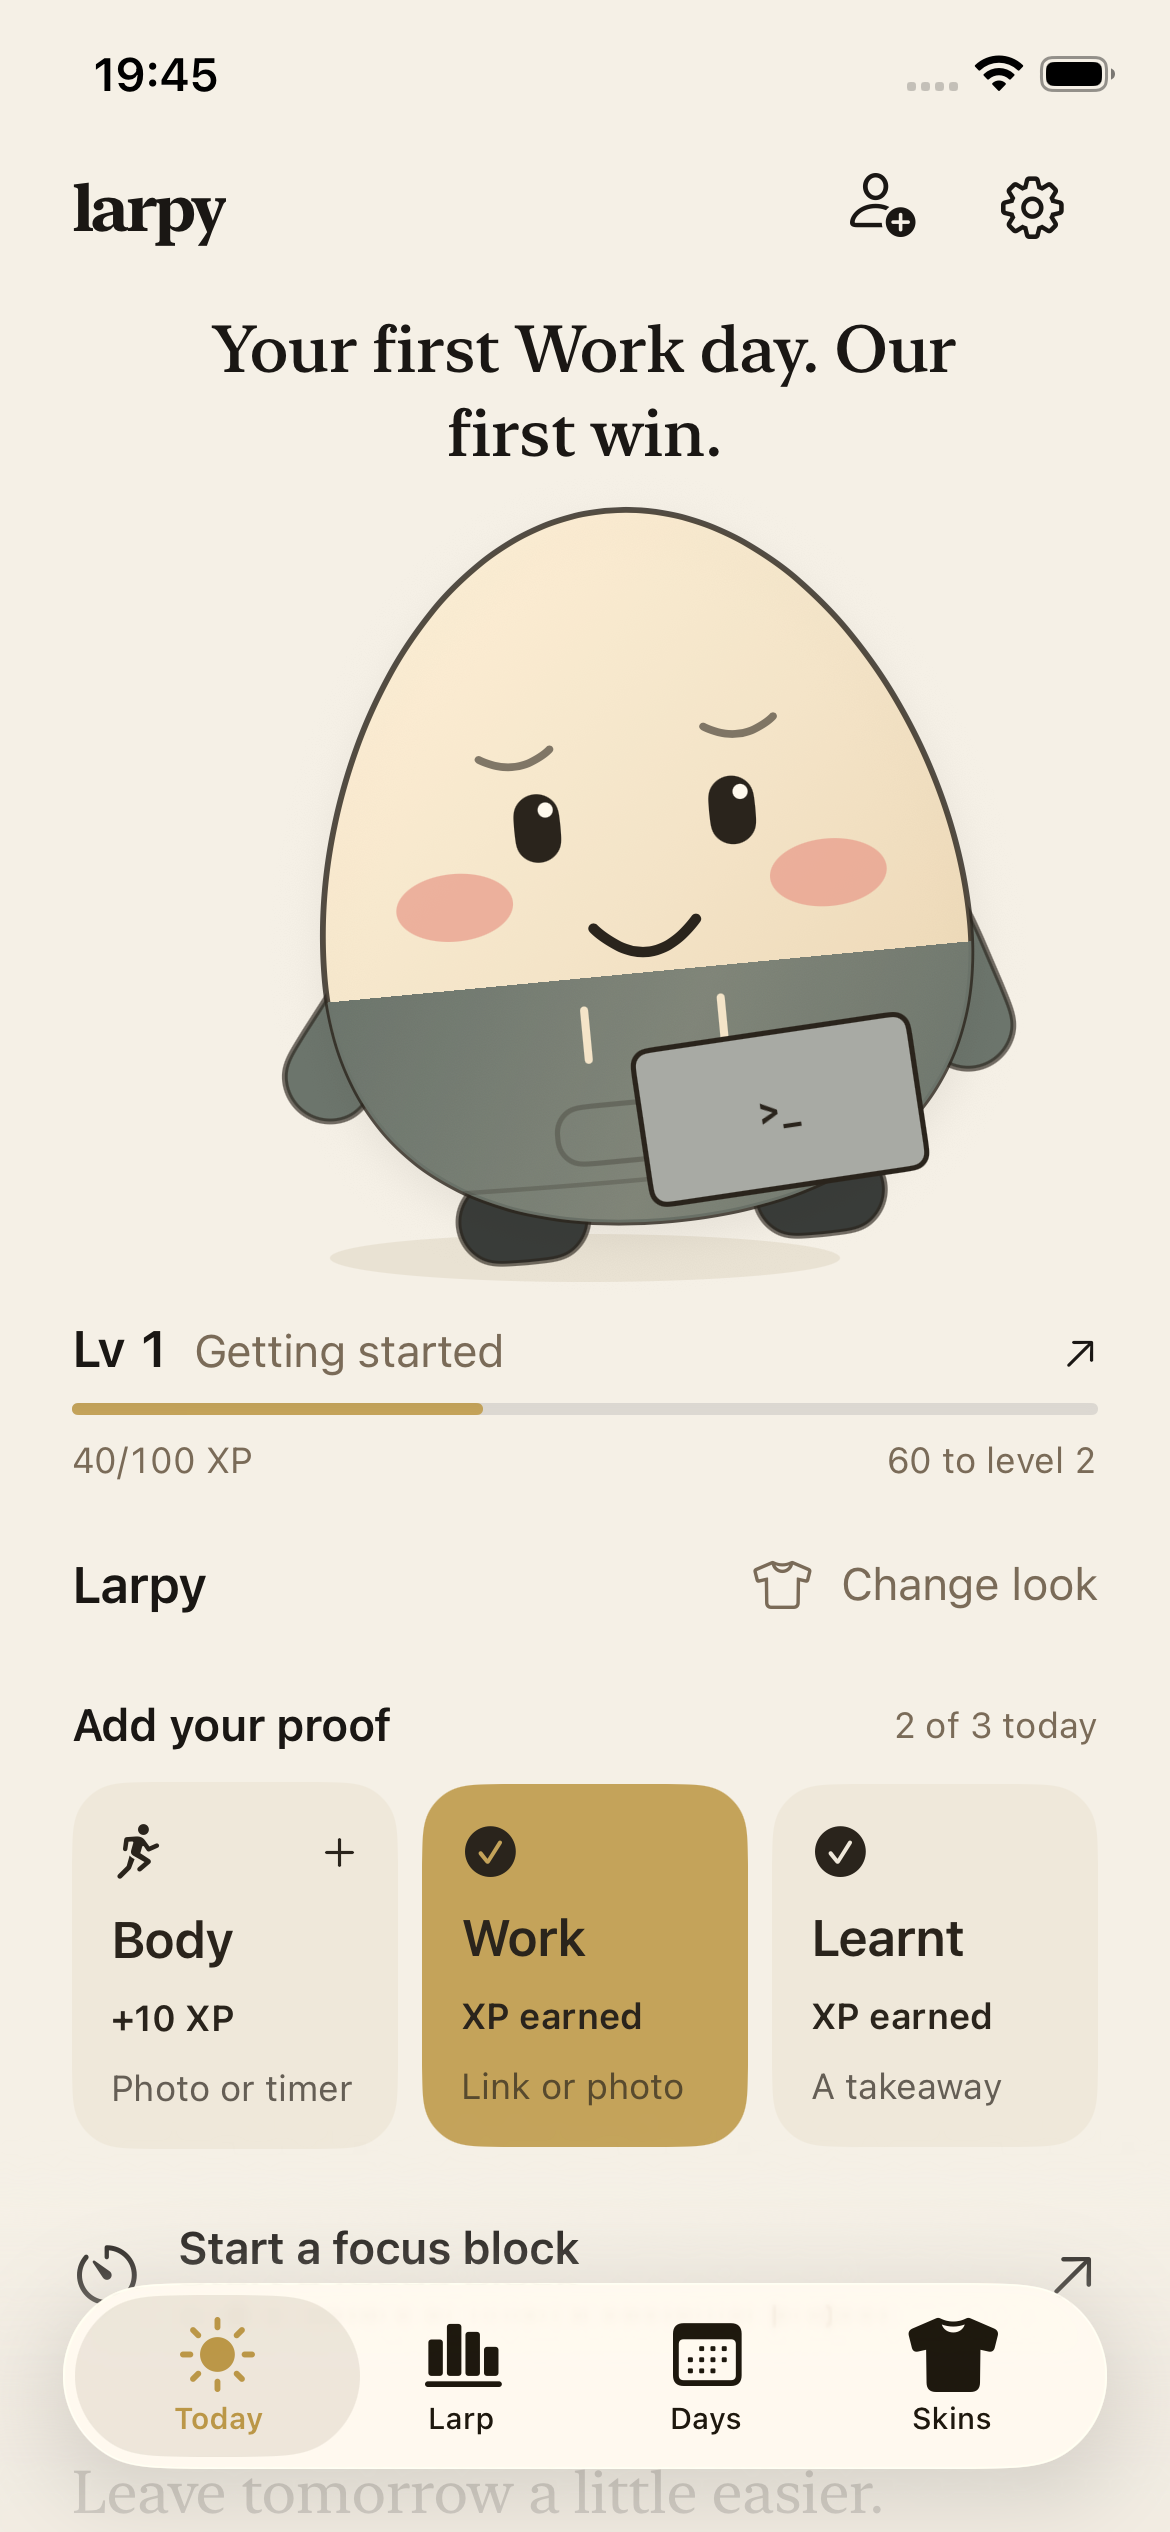 19:45
larpy
Your first Work day. Our
first win.
>_
Lv 1 Getting started
40/100 XP 60 to level 2
Larpy Change look
Add your proof 2 of 3 today
Body Work Learnt
+10 XP XP earned XP earned
Photo or timer Link or photo A takeaway
Start a focus block
Today Larp Days Skins
Leave tomorrow a little easier.